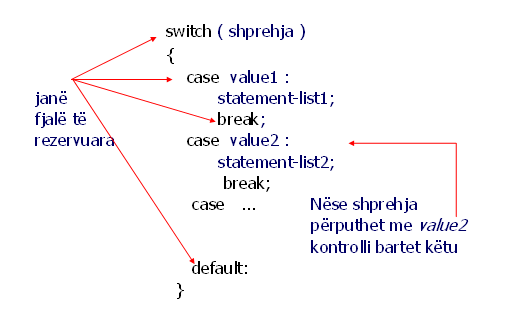 switch ( shprehja )
{
case value1 :
statement-list1;
break;
case value2 :
statement-list2;
break;
case ...
default:
}
janë
fjalë të
rezervuara
Nëse shprehja
përputhet me value2
kontrolli bartet këtu